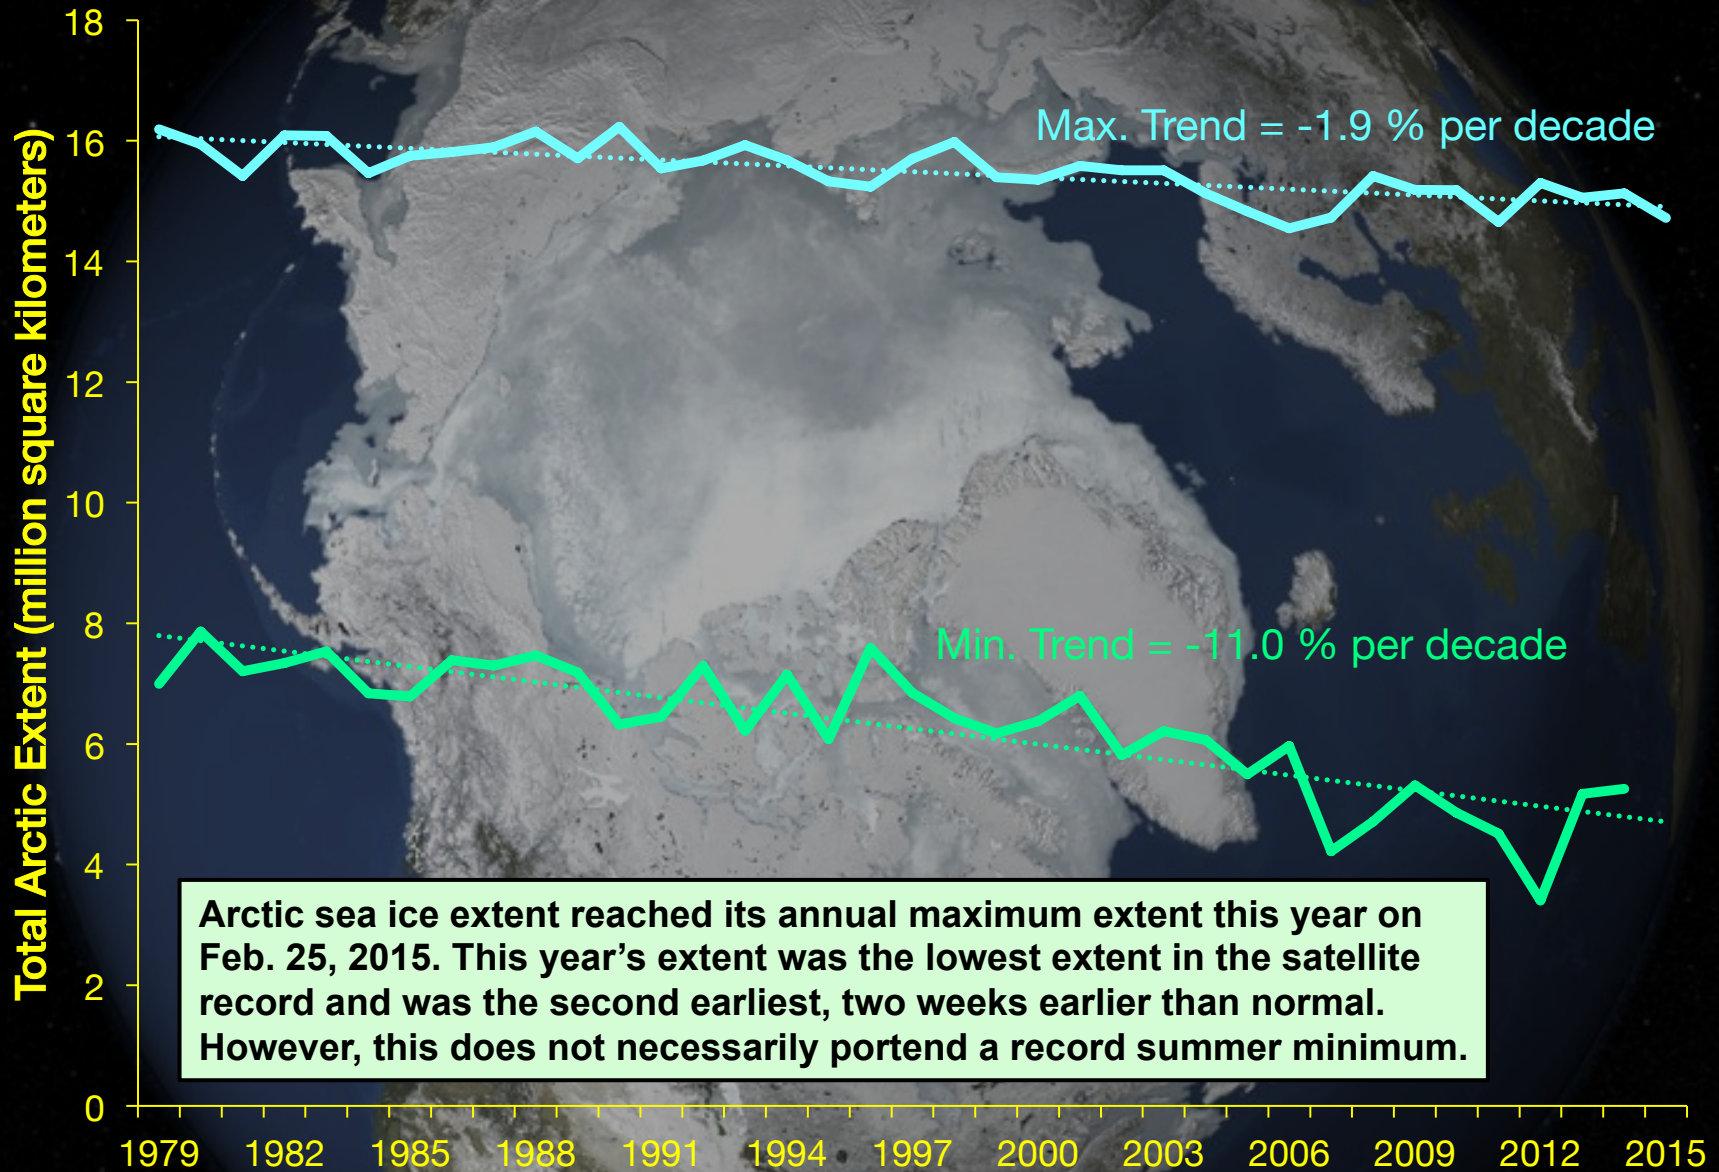 18
16
14
12
10
8
6
4
2
0
Total Arctic Extent (million square kilometers)
Max. Trend = -1.9 % per decade
Min. Trend = -11.0 % per decade
Arctic sea ice extent reached its annual maximum extent this year on
Feb. 25, 2015. This year’s extent was the lowest extent in the satellite
record and was the second earliest, two weeks earlier than normal.
However, this does not necessarily portend a record summer minimum.
1979 1982 1985 1988 1991 1994 1997 2000 2003 2006 2009 2012 2015